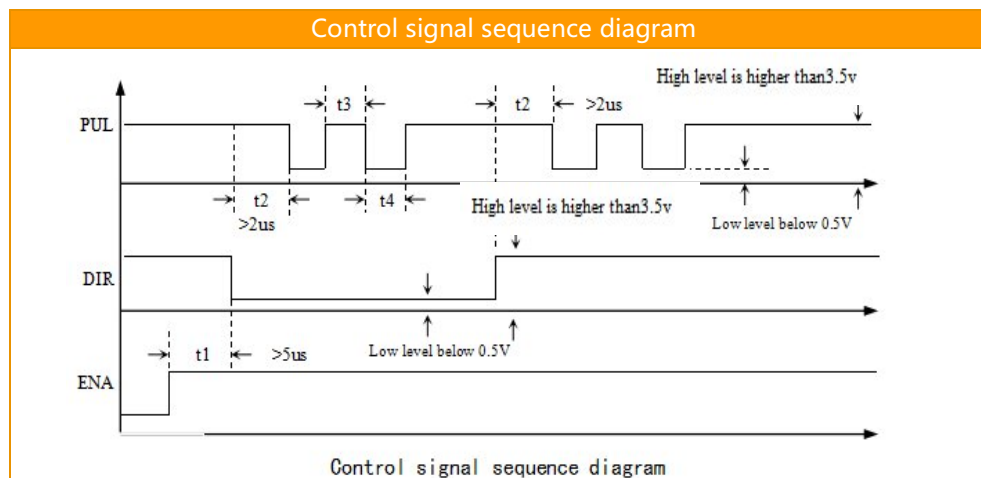 Control signal sequence diagram
High level is higher than3.5v
t3
t2
>2us
PUL
t2
t4
>2us
High level is higher than3.5v
Low level below 0.5V
DIR
t1
>5us
Low level below 0.5V
ENA
Control signal sequence diagram